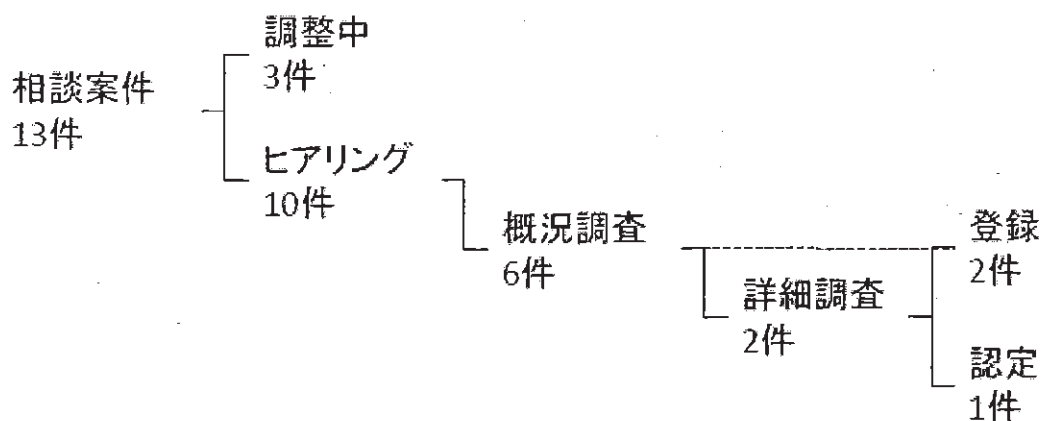 相談案件
13件
調整中
3件
ヒアリング
10件
概況調査
6件
詳細調査
2件
登録
2件
認定
1件